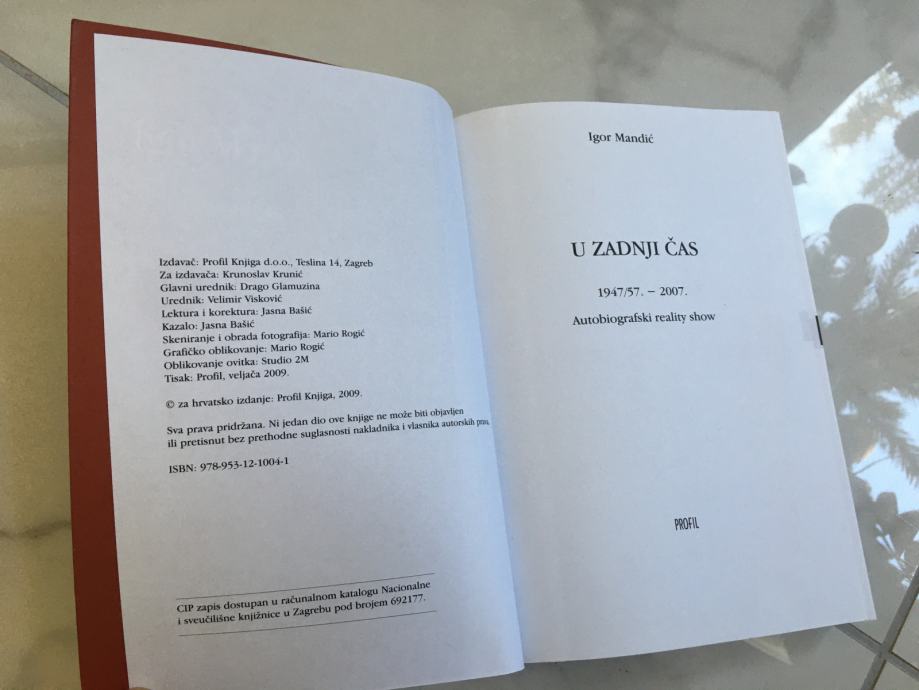 Izdavač: Profil Knjiga d.o.o., Teslina 14, Zagreb
Za izdavača: Krunoslav Krunić
Glavni urednik: Drago Glamuzina
Urednik: Velimir Visković
Lektura i korektura: Jasna Bašić
Kazalo: Jasna Bašić
Skeniranje i obrada fotografija: Mario Rogić
Grafičko oblikovanje: Mario Rogić
Oblikovanje ovitka: Studio 2M
Tisak: Profil, veljača 2009.
© za hrvatsko izdanje: Profil Knjiga, 2009.
Sva prava pridržana. Ni jedan dio ove knjige ne može biti objavljen
ili pretisnut bez prethodne suglasnosti nakladnika i vlasnika autorskih prava.
ISBN: 978-953-12-1004-1
CIP zapis dostupan u računalnom katalogu Nacionalne
i sveučilišne knjižnice u Zagrebu pod brojem 692177.
Igor Mandić
U ZADNJI ČAS
1947/57. – 2007.
Autobiografski reality show
PROFIL